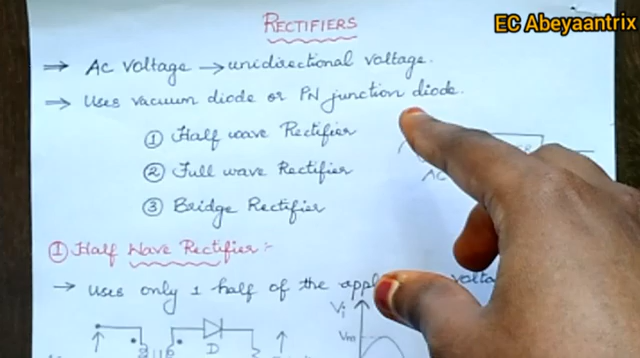 EC Abeyaantrix
RECTIFIERS
⇒ AC Voltage → unidirectional voltage.
⇒ Uses vacuum diode or PN junction diode.
① Half wave Rectifier
② Full wave Rectifier
③ Bridge Rectifier
AC
① Half Wave Rectifier :-
→ Uses only 1 half of the
Vi
Vm
D